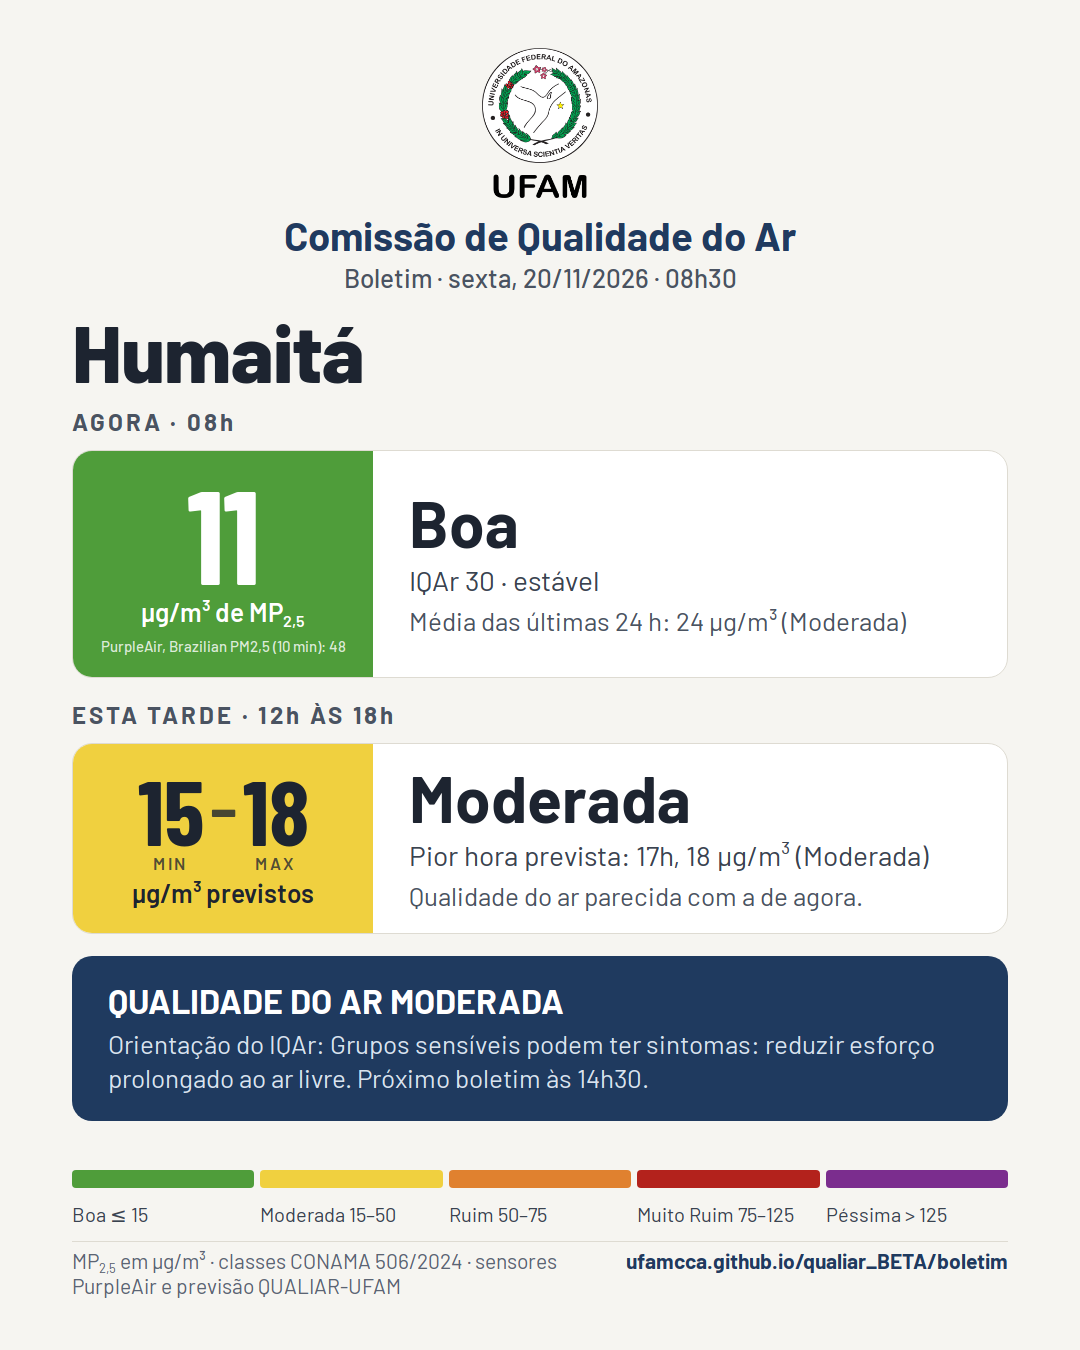 UNIVERSIDADE FEDERAL DO AMAZONAS
IN UNIVERSA SCIENTIA VERITAS
UFAM
Comissão de Qualidade do Ar
Boletim · sexta, 20/11/2026 · 08h30
Humaitá
AGORA · 08h
11
µg/m³ de MP2,5
PurpleAir, Brazilian PM2,5 (10 min): 48
Boa
IQAr 30 · estável
Média das últimas 24 h: 24 µg/m³ (Moderada)
ESTA TARDE · 12h ÀS 18h
15-18
MIN MAX
µg/m³ previstos
Moderada
Pior hora prevista: 17h, 18 µg/m³ (Moderada)
Qualidade do ar parecida com a de agora.
QUALIDADE DO AR MODERADA
Orientação do IQAr: Grupos sensíveis podem ter sintomas: reduzir esforço
prolongado ao ar livre. Próximo boletim às 14h30.
Boa ≤ 15 Moderada 15–50 Ruim 50–75 Muito Ruim 75–125 Péssima > 125
MP2,5 em µg/m³ · classes CONAMA 506/2024 · sensores
PurpleAir e previsão QUALIAR-UFAM
ufamcca.github.io/qualiar_BETA/boletim